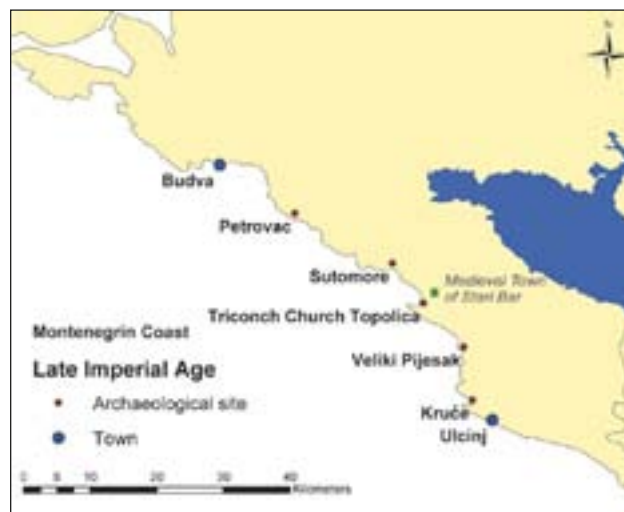 N
Budva
Petrovac
Sutomore
Medieval Town
of Stari Bar
Triconch Church Topolica
Montenegrin Coast
Veliki Pijesak
Late Imperial Age
Archaeological site
Kruče
Town
Ulcinj
0 5 10 20 30 40
Kilometers